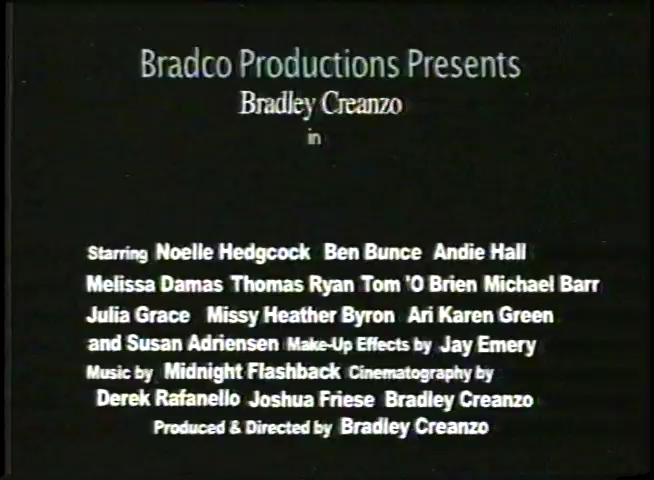 Bradco Productions Presents
Bradley Creanzo
in
Starring Noelle Hedgcock Ben Bunce Andie Hall
Melissa Damas Thomas Ryan Tom 'O Brien Michael Barr
Julia Grace Missy Heather Byron Ari Karen Green
and Susan Adriensen Make-Up Effects by Jay Emery
Music by Midnight Flashback Cinematography by
Derek Rafanello Joshua Friese Bradley Creanzo
Produced & Directed by Bradley Creanzo